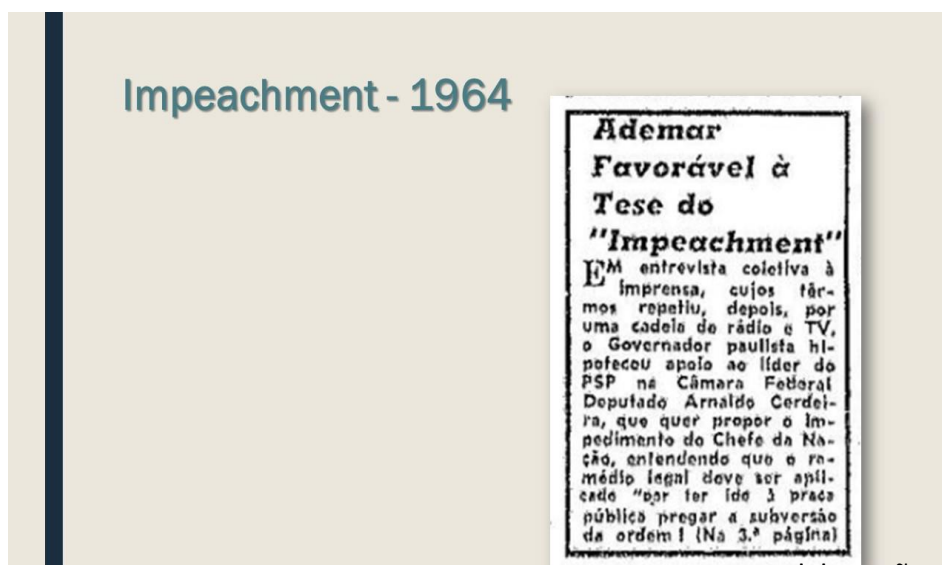 Impeachment - 1964
Ademar
Favorável à
Tese do
"Impeachment"
EM entrevista coletiva à
imprensa, cujos têr-
mos repetiu, depois, por
uma cadeia de rádio e TV,
o Governador paulista hi-
potecou apoio ao líder do
PSP na Câmara Federal
Deputado Arnaldo Cerdei-
ra, que quer propor o im-
pedimento do Chefe da Na-
ção, entendendo que o re-
médio legal deve ser apli-
cado "por ter ido à praça
pública pregar a subversão
da ordem! (Na 3.ª página)